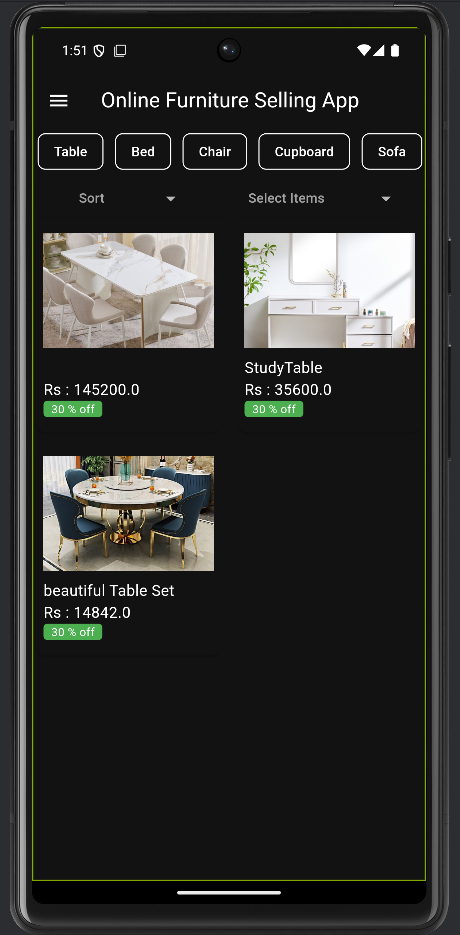 1:51
Online Furniture Selling App
Table Bed Chair Cupboard Sofa
Sort Select Items
Rs : 145200.0
30 % off
StudyTable
Rs : 35600.0
30 % off
beautiful Table Set
Rs : 14842.0
30 % off